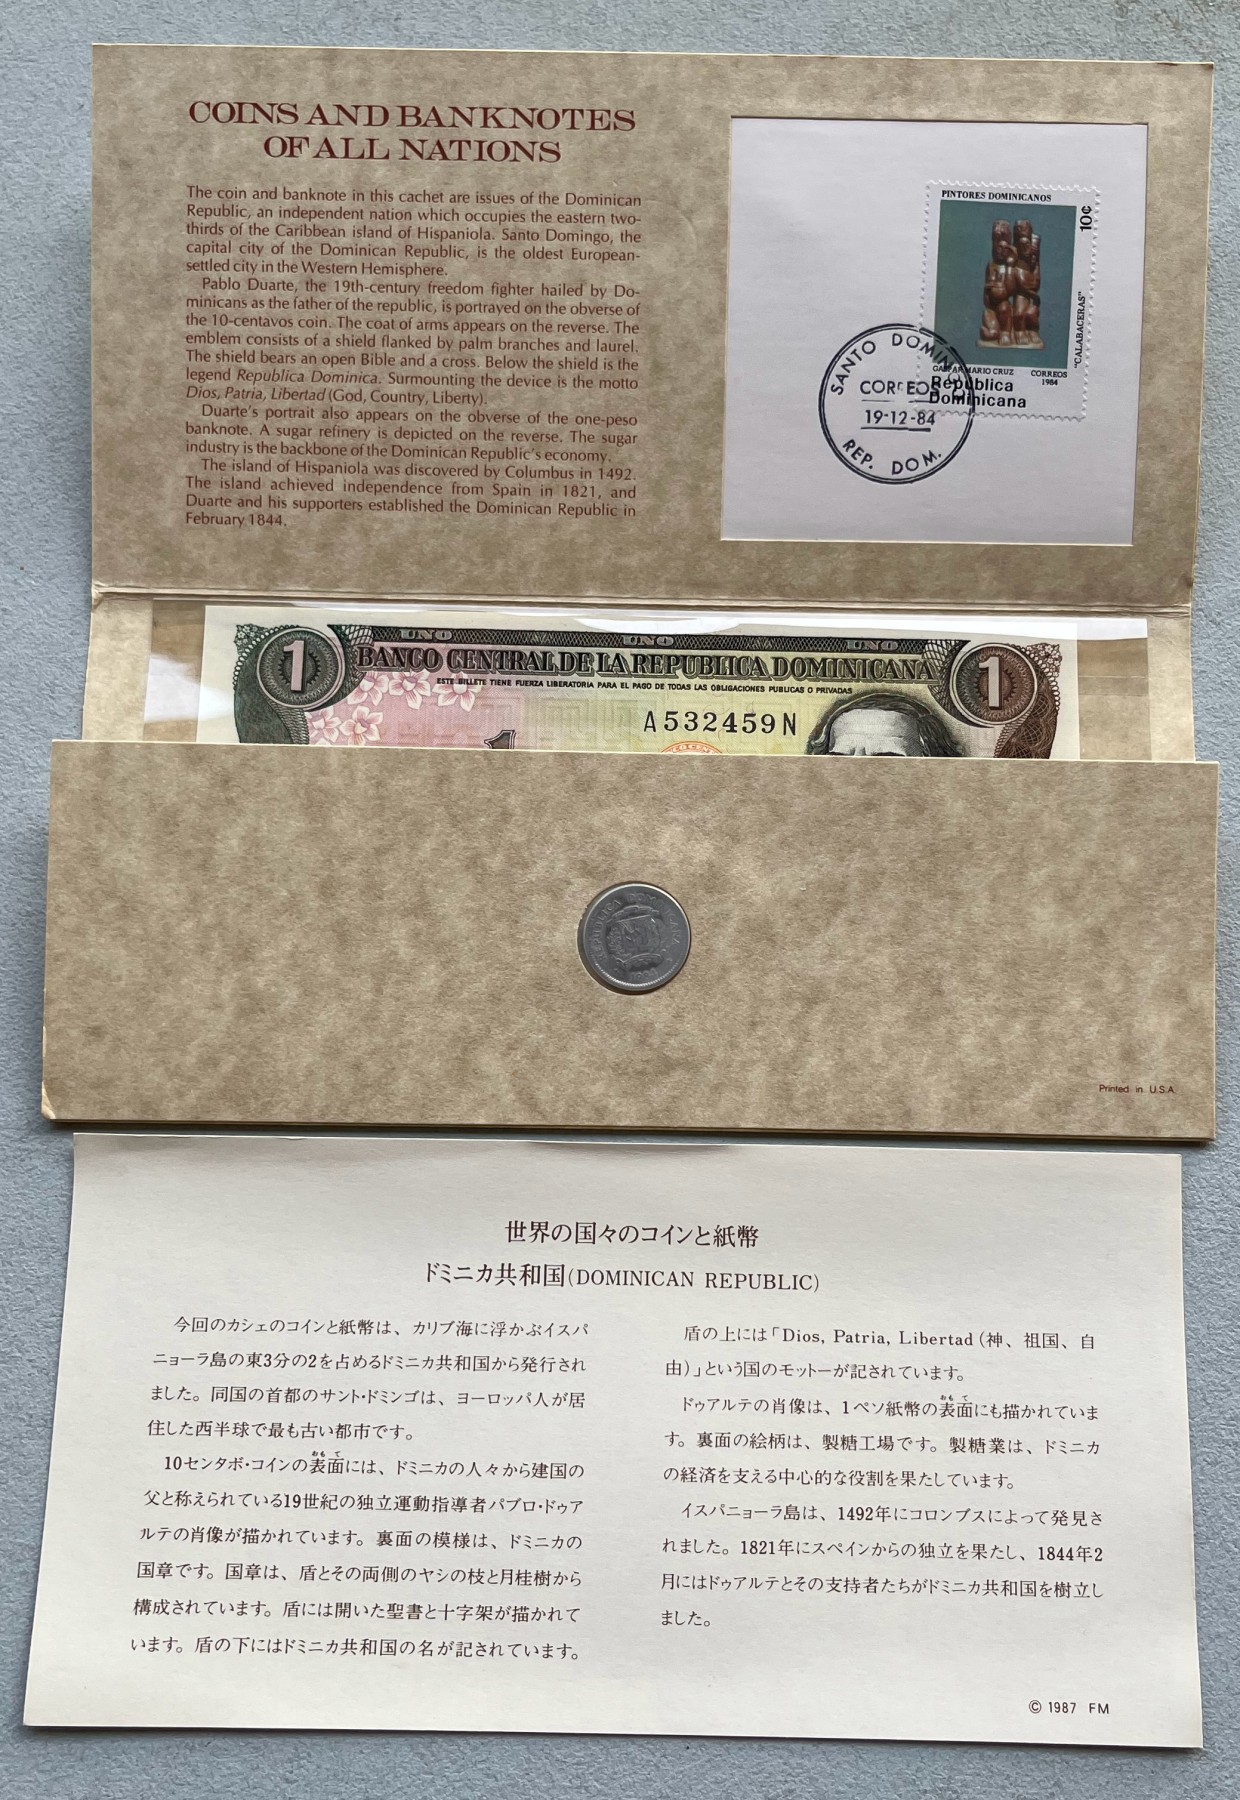 COINS AND BANKNOTES
OF ALL NATIONS
The coin and banknote in this cachet are issues of the Dominican
Republic, an independent nation which occupies the eastern two-
thirds of the Caribbean island of Hispaniola. Santo Domingo, the
capital city of the Dominican Republic, is the oldest European-
settled city in the Western Hemisphere.
Pablo Duarte, the 19th-century freedom fighter hailed by Do-
minicans as the father of the republic, is portrayed on the obverse of
the 10-centavos coin. The coat of arms appears on the reverse. The
emblem consists of a shield flanked by palm branches and laurel.
The shield bears an open Bible and a cross. Below the shield is the
legend Republica Dominica. Surmounting the device is the motto
Dios, Patria, Libertad (God, Country, Liberty).
Duarte's portrait also appears on the obverse of the one-peso
banknote. A sugar refinery is depicted on the reverse. The sugar
industry is the backbone of the Dominican Republic's economy.
The island of Hispaniola was discovered by Columbus in 1492.
The island achieved independence from Spain in 1821, and
Duarte and his supporters established the Dominican Republic in
February 1844.
PINTORES DOMINICANOS
10¢
"CALABACERAS"
GASPAR MARIO CRUZ CORREOS
1984
República
Dominicana
SANTO DOMINGO
CORREOS
19-12-84
REP. DOM.
UNO UNO UNO
1 BANCO CENTRAL DE LA REPUBLICA DOMINICANA 1
ESTE BILLETE TIENE FUERZA LIBERATORIA PARA EL PAGO DE TODAS LAS OBLIGACIONES PUBLICAS O PRIVADAS
A532459N
1
REPUBLICA DOMINICANA
Printed in U.S.A.
世界の国々のコインと紙幣
ドミニカ共和国(DOMINICAN REPUBLIC)
今回のカシェのコインと紙幣は、カリブ海に浮かぶイスパ
ニョーラ島の東3分の2を占めるドミニカ共和国から発行され
ました。同国の首都のサント・ドミンゴは、ヨーロッパ人が居
住した西半球で最も古い都市です。
おもて
10センタボ・コインの表面には、ドミニカの人々から建国の
父と称えられている19世紀の独立運動指導者パブロ・ドゥア
ルテの肖像が描かれています。裏面の模様は、ドミニカの
国章です。国章は、盾とその両側のヤシの枝と月桂樹から
構成されています。盾には開いた聖書と十字架が描かれて
います。盾の下にはドミニカ共和国の名が記されています。
盾の上には「Dios, Patria, Libertad (神、祖国、自
由)」という国のモットーが記されています。
おもて
ドゥアルテの肖像は、1ペソ紙幣の表面にも描かれていま
す。裏面の絵柄は、製糖工場です。製糖業は、ドミニカ
の経済を支える中心的な役割を果たしています。
イスパニョーラ島は、1492年にコロンブスによって発見さ
れました。1821年にスペインからの独立を果たし、1844年2
月にはドゥアルテとその支持者たちがドミニカ共和国を樹立し
ました。
© 1987 FM